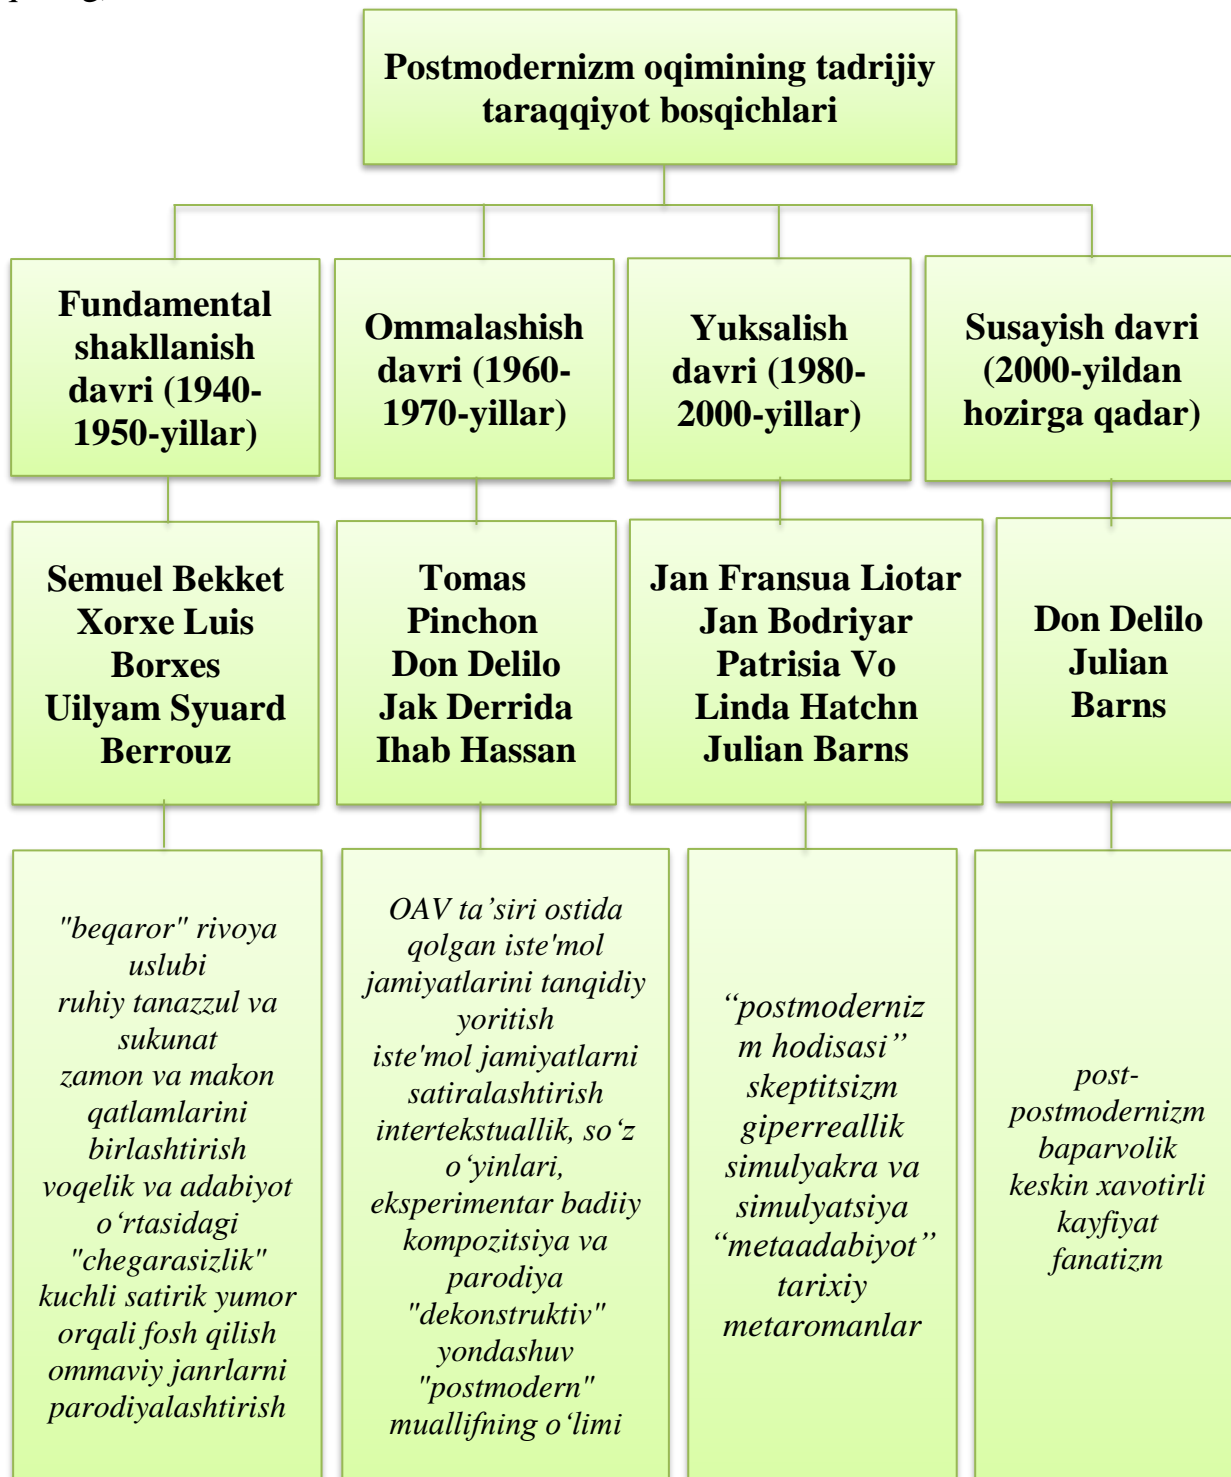 Postmodernizm oqimining tadrijiy
taraqqiyot bosqichlari
Fundamental
shakllanish
davri (1940-
1950-yillar)
Ommalashish
davri (1960-
1970-yillar)
Yuksalish
davri (1980-
2000-yillar)
Susayish davri
(2000-yildan
hozirga qadar)
Semuel Bekket
Xorxe Luis
Borxes
Uilyam Syuard
Berrouz
Tomas
Pinchon
Don Delilo
Jak Derrida
Ihab Hassan
Jan Fransua Liotar
Jan Bodriyar
Patrisia Vo
Linda Hatchn
Julian Barns
Don Delilo
Julian
Barns
"beqaror" rivoya
uslubi
ruhiy tanazzul va
sukunat
zamon va makon
qatlamlarini
birlashtirish
voqelik va adabiyot
o‘rtasidagi
"chegarasizlik"
kuchli satirik yumor
orqali fosh qilish
ommaviy janrlarni
parodiyalashtirish
OAV ta’siri ostida
qolgan iste'mol
jamiyatlarini tanqidiy
yoritish
iste'mol jamiyatlarni
satiralashtirish
intertekstuallik, so‘z
o‘yinlari,
eksperimentar badiiy
kompozitsiya va
parodiya
"dekonstruktiv"
yondashuv
"postmodern"
muallifning o‘limi
“postmoderniz
m hodisasi”
skeptitsizm
giperreallik
simulyakra va
simulyatsiya
“metaadabiyot”
tarixiy
metaromanlar
post-
postmodernizm
baparvolik
keskin xavotirli
kayfiyat
fanatizm